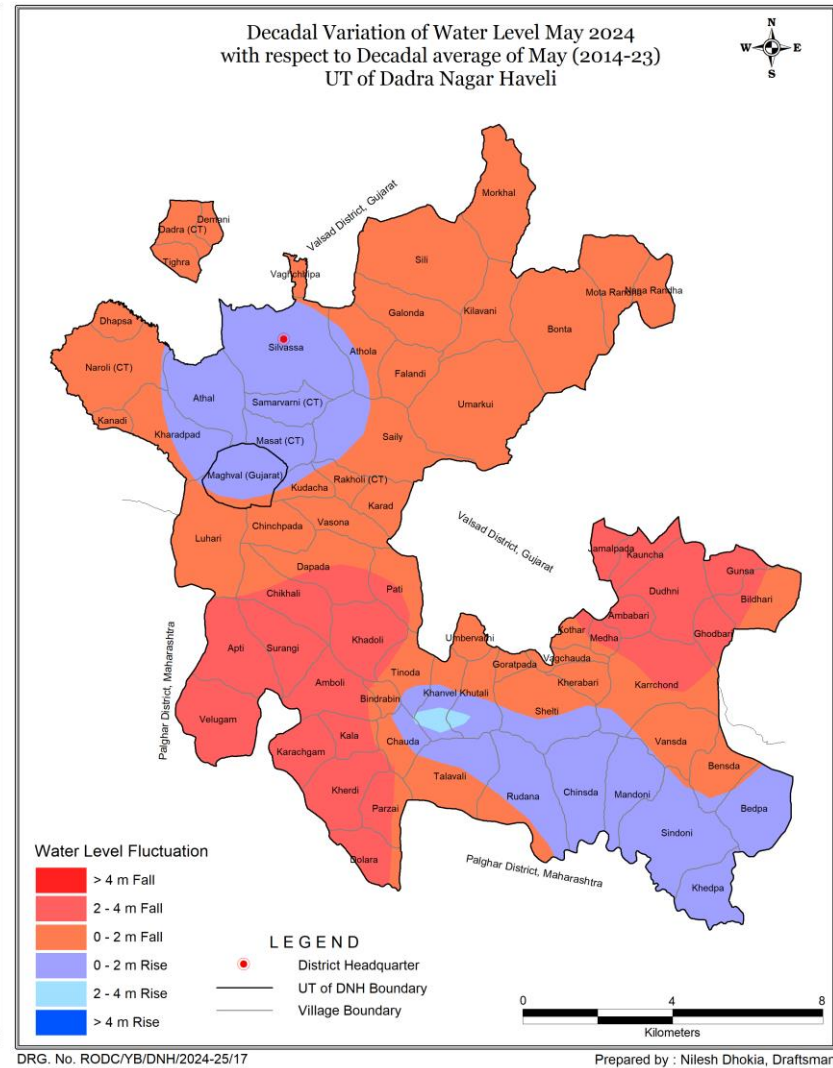 Decadal Variation of Water Level May 2024
with respect to Decadal average of May (2014-23)
UT of Dadra Nagar Haveli
N
W E
S
Morkhal
Valsad District, Gujarat
Demani
Dadra (CT)
Tighra
Sili
Vaghchhipa
Mota Randha
Nana Randha
Galonda
Kilavani
Dhapsa
Bonta
Silvassa
Athola
Naroli (CT)
Falandi
Athal
Samarvarni (CT)
Umarkui
Kanadi
Kharadpad
Masat (CT)
Saily
Maghval (Gujarat)
Rakholi (CT)
Kudacha
Karad
Valsad District, Gujarat
Chinchpada
Vasona
Luhari
Jamalpada
Kauncha
Dapada
Gunsa
Chikhali
Pati
Dudhni
Bildhari
Ambabari
Khadoli
Umbervarhi
Kothar
Medha
Ghodbari
Apti
Surangi
Goratpada
Vagchauda
Palghar District, Maharashtra
Tinoda
Kherabari
Amboli
Khanvel
Khutali
Karrchond
Bindrabin
Shelti
Velugam
Kala
Chauda
Vansda
Karachgam
Bensda
Talavali
Kherdi
Rudana
Chinsda
Mandoni
Parzai
Bedpa
Sindoni
Dolara
Palghar District, Maharashtra
Khedpa
Water Level Fluctuation
> 4 m Fall
2 - 4 m Fall
0 - 2 m Fall
0 - 2 m Rise
2 - 4 m Rise
> 4 m Rise
LEGEND
District Headquarter
UT of DNH Boundary
Village Boundary
0 4 8
Kilometers
DRG. No. RODC/YB/DNH/2024-25/17
Prepared by : Nilesh Dhokia, Draftsman